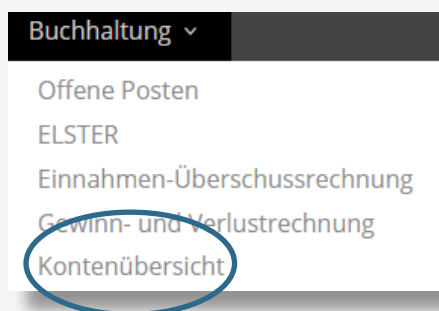 Buchhaltung
Offene Posten
ELSTER
Einnahmen-Überschussrechnung
Gewinn- und Verlustrechnung
Kontenübersicht